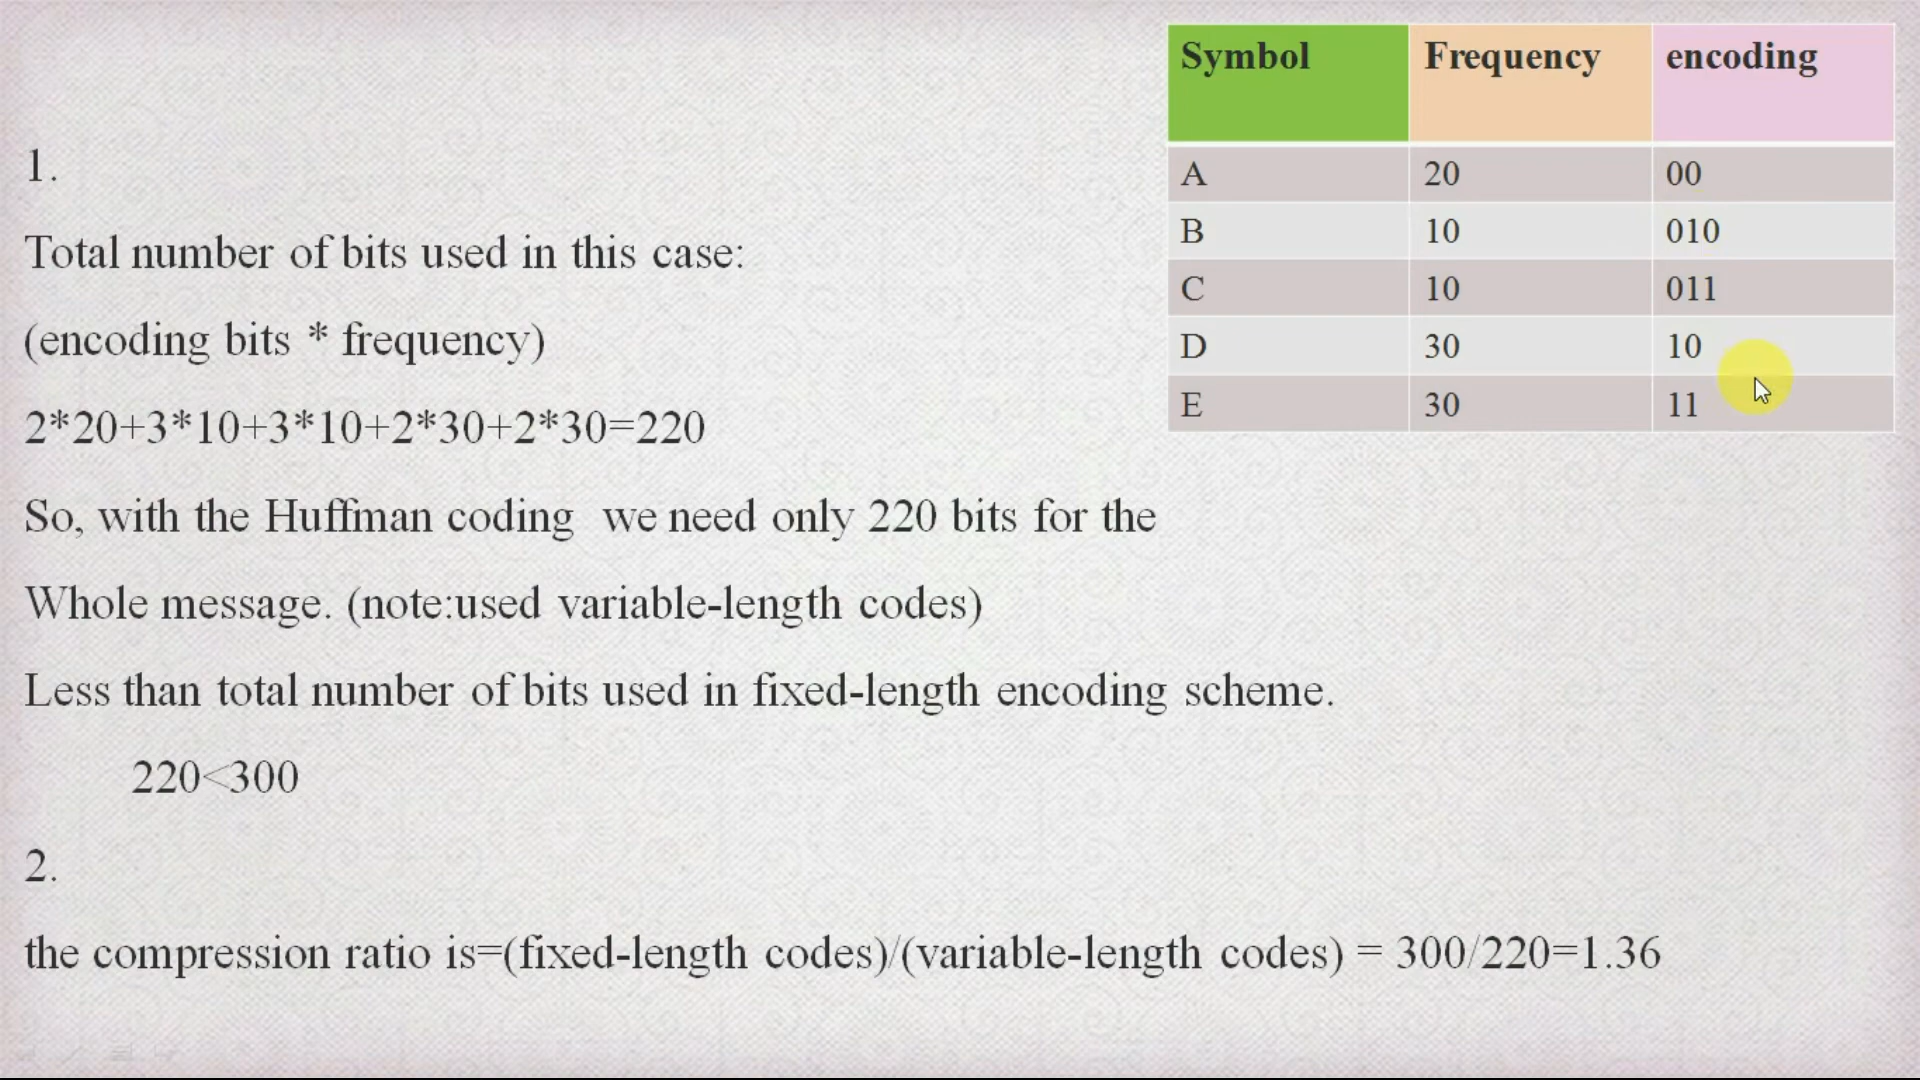 Symbol Frequency encoding
A 20 00
B 10 010
C 10 011
D 30 10
E 30 11
1.
Total number of bits used in this case:
(encoding bits * frequency)
2*20+3*10+3*10+2*30+2*30=220
So, with the Huffman coding we need only 220 bits for the
Whole message. (note:used variable-length codes)
Less than total number of bits used in fixed-length encoding scheme.
220<300
2.
the compression ratio is=(fixed-length codes)/(variable-length codes) = 300/220=1.36